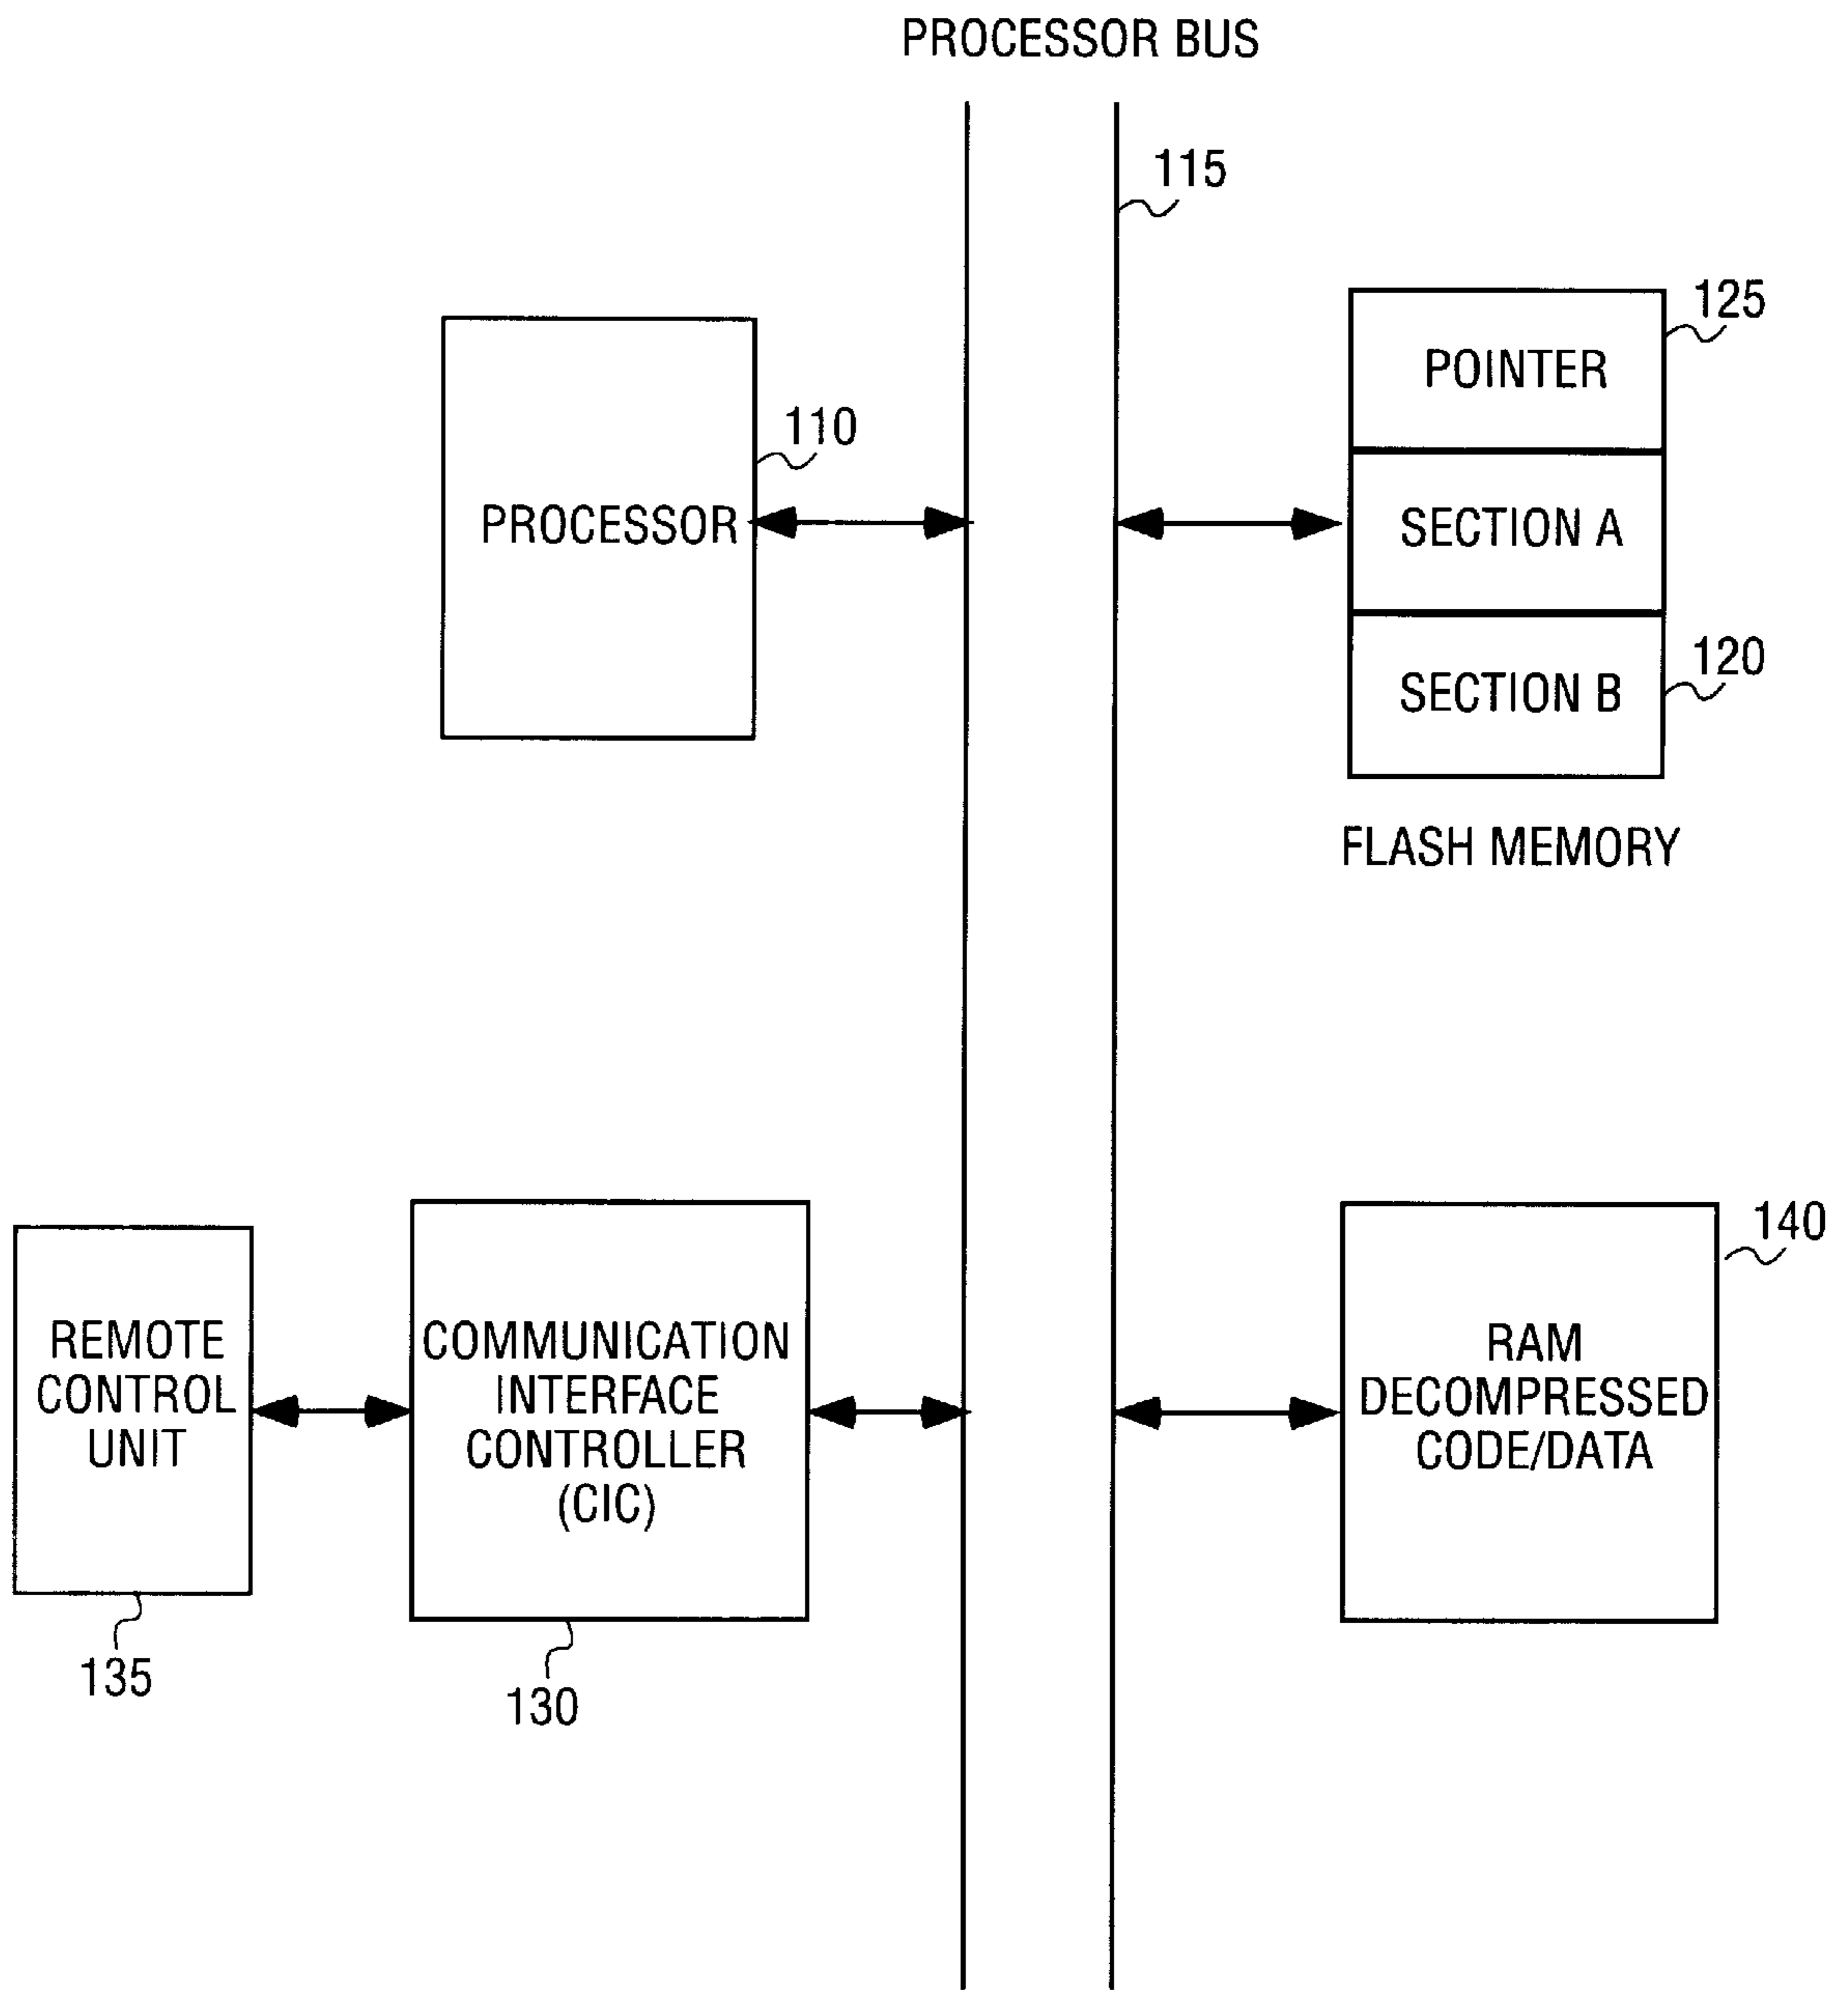 PROCESSOR BUS
115
125
POINTER
110
PROCESSOR
SECTION A
120
SECTION B
FLASH MEMORY
140
REMOTE
CONTROL
UNIT
COMMUNICATION
INTERFACE
CONTROLLER
(CIC)
RAM
DECOMPRESSED
CODE/DATA
135
130